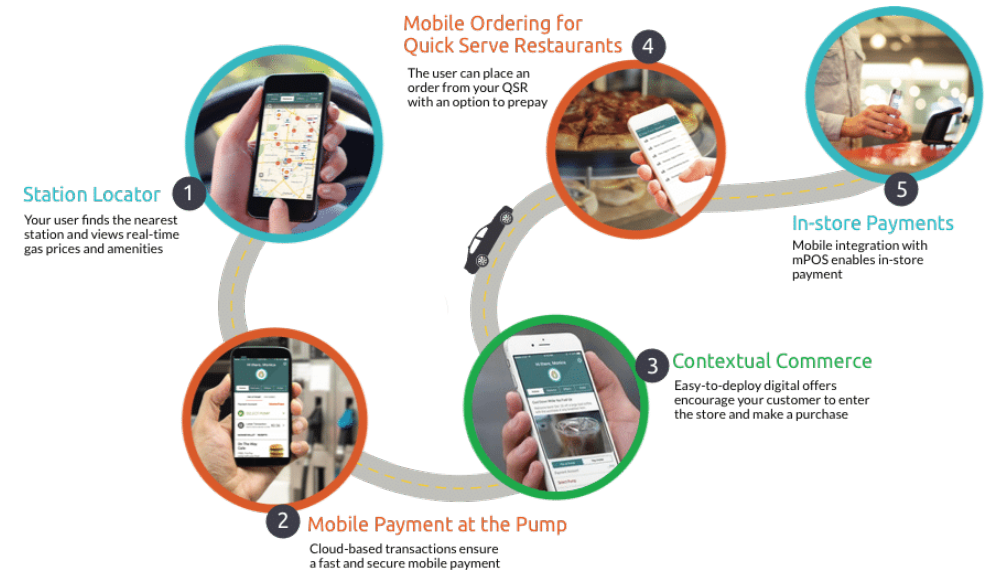 Station Locator
1
Your user finds the nearest
station and views real-time
gas prices and amenities
2
Mobile Payment at the Pump
Cloud-based transactions ensure
a fast and secure mobile payment
3
Contextual Commerce
Easy-to-deploy digital offers
encourage your customer to enter
the store and make a purchase
Mobile Ordering for
Quick Serve Restaurants
4
The user can place an
order from your QSR
with an option to prepay
5
In-store Payments
Mobile integration with
mPOS enables in-store
payment
On The Way